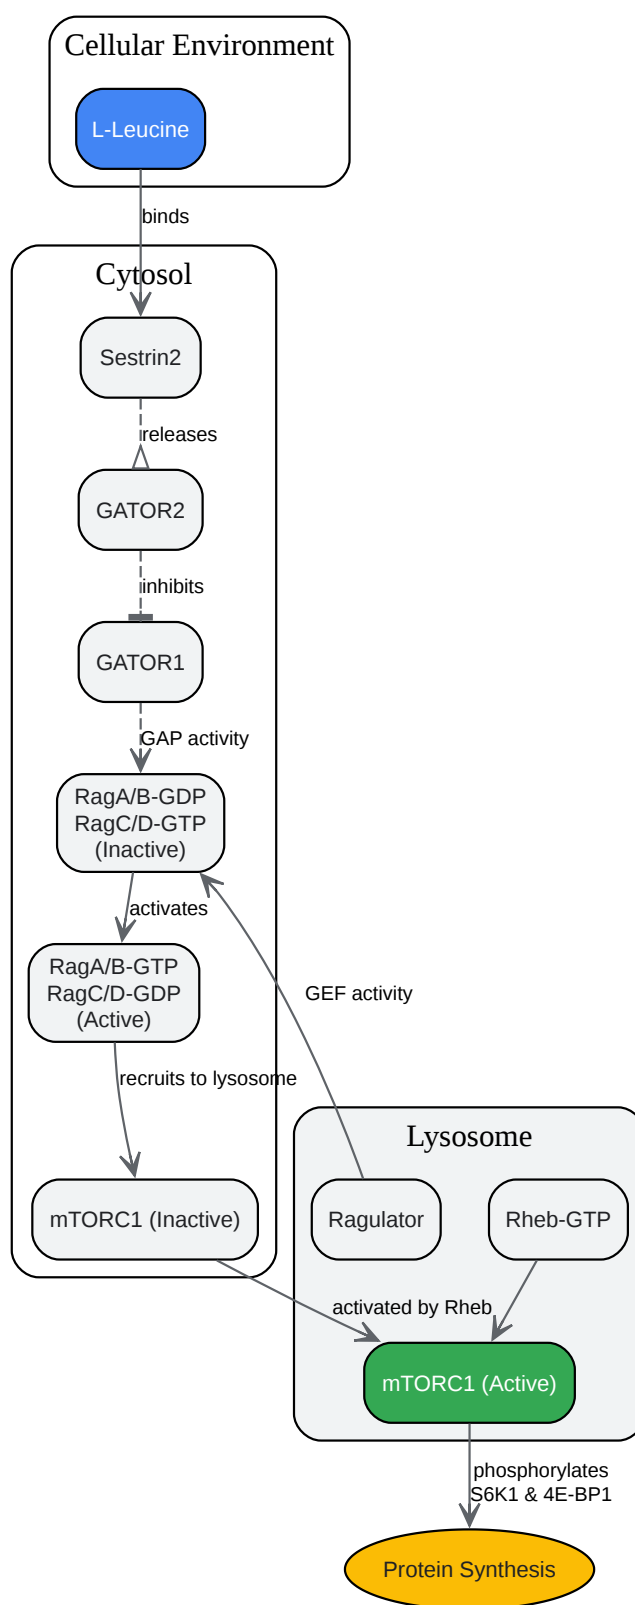 Cellular Environment
L-Leucine
binds
Cytosol
Sestrin2
releases
GATOR2
inhibits
GATOR1
GAP activity
RagA/B-GDP
RagC/D-GTP
(Inactive)
activates
RagA/B-GTP
RagC/D-GDP
(Active)
GEF activity
recruits to lysosome
Lysosome
mTORC1 (Inactive)
Ragulator
Rheb-GTP
activated by Rheb
mTORC1 (Active)
phosphorylates
S6K1 & 4E-BP1
Protein Synthesis